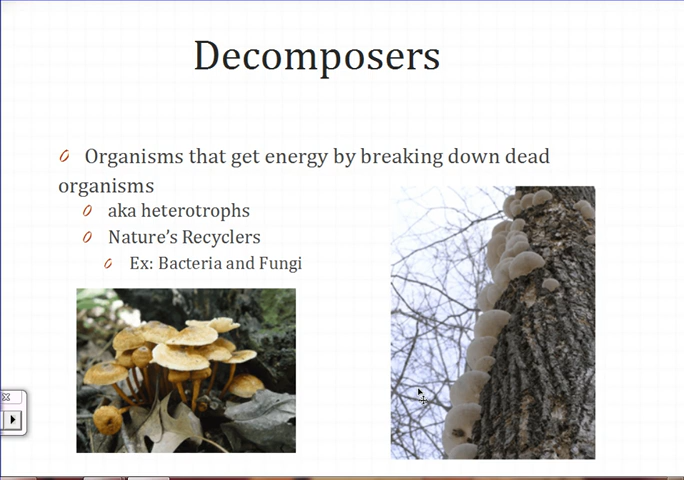 Decomposers
Organisms that get energy by breaking down dead
organisms
aka heterotrophs
Nature's Recyclers
Ex: Bacteria and Fungi